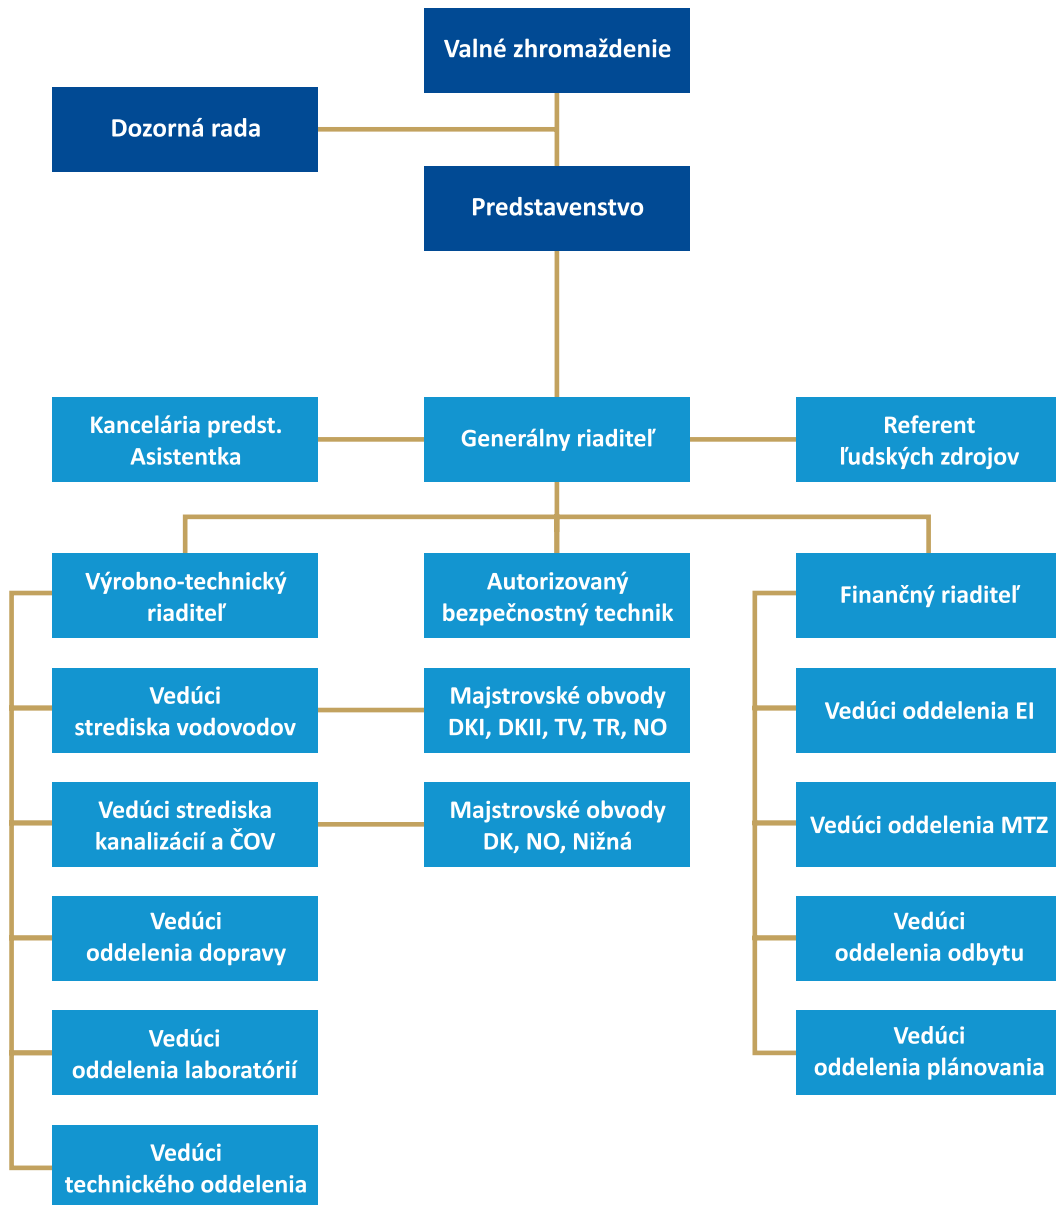 Valné zhromaždenie
Dozorná rada
Predstavenstvo
Kancelária predst.
Asistentka
Generálny riaditeľ
Referent
ľudských zdrojov
Výrobno-technický
riaditeľ
Autorizovaný
bezpečnostný technik
Finančný riaditeľ
Vedúci
strediska vodovodov
Majstrovské obvody
DKI, DKII, TV, TR, NO
Vedúci oddelenia EI
Vedúci strediska
kanalizácií a ČOV
Majstrovské obvody
DK, NO, Nižná
Vedúci oddelenia MTZ
Vedúci
oddelenia dopravy
Vedúci
oddelenia odbytu
Vedúci
oddelenia laboratórií
Vedúci
oddelenia plánovania
Vedúci
technického oddelenia